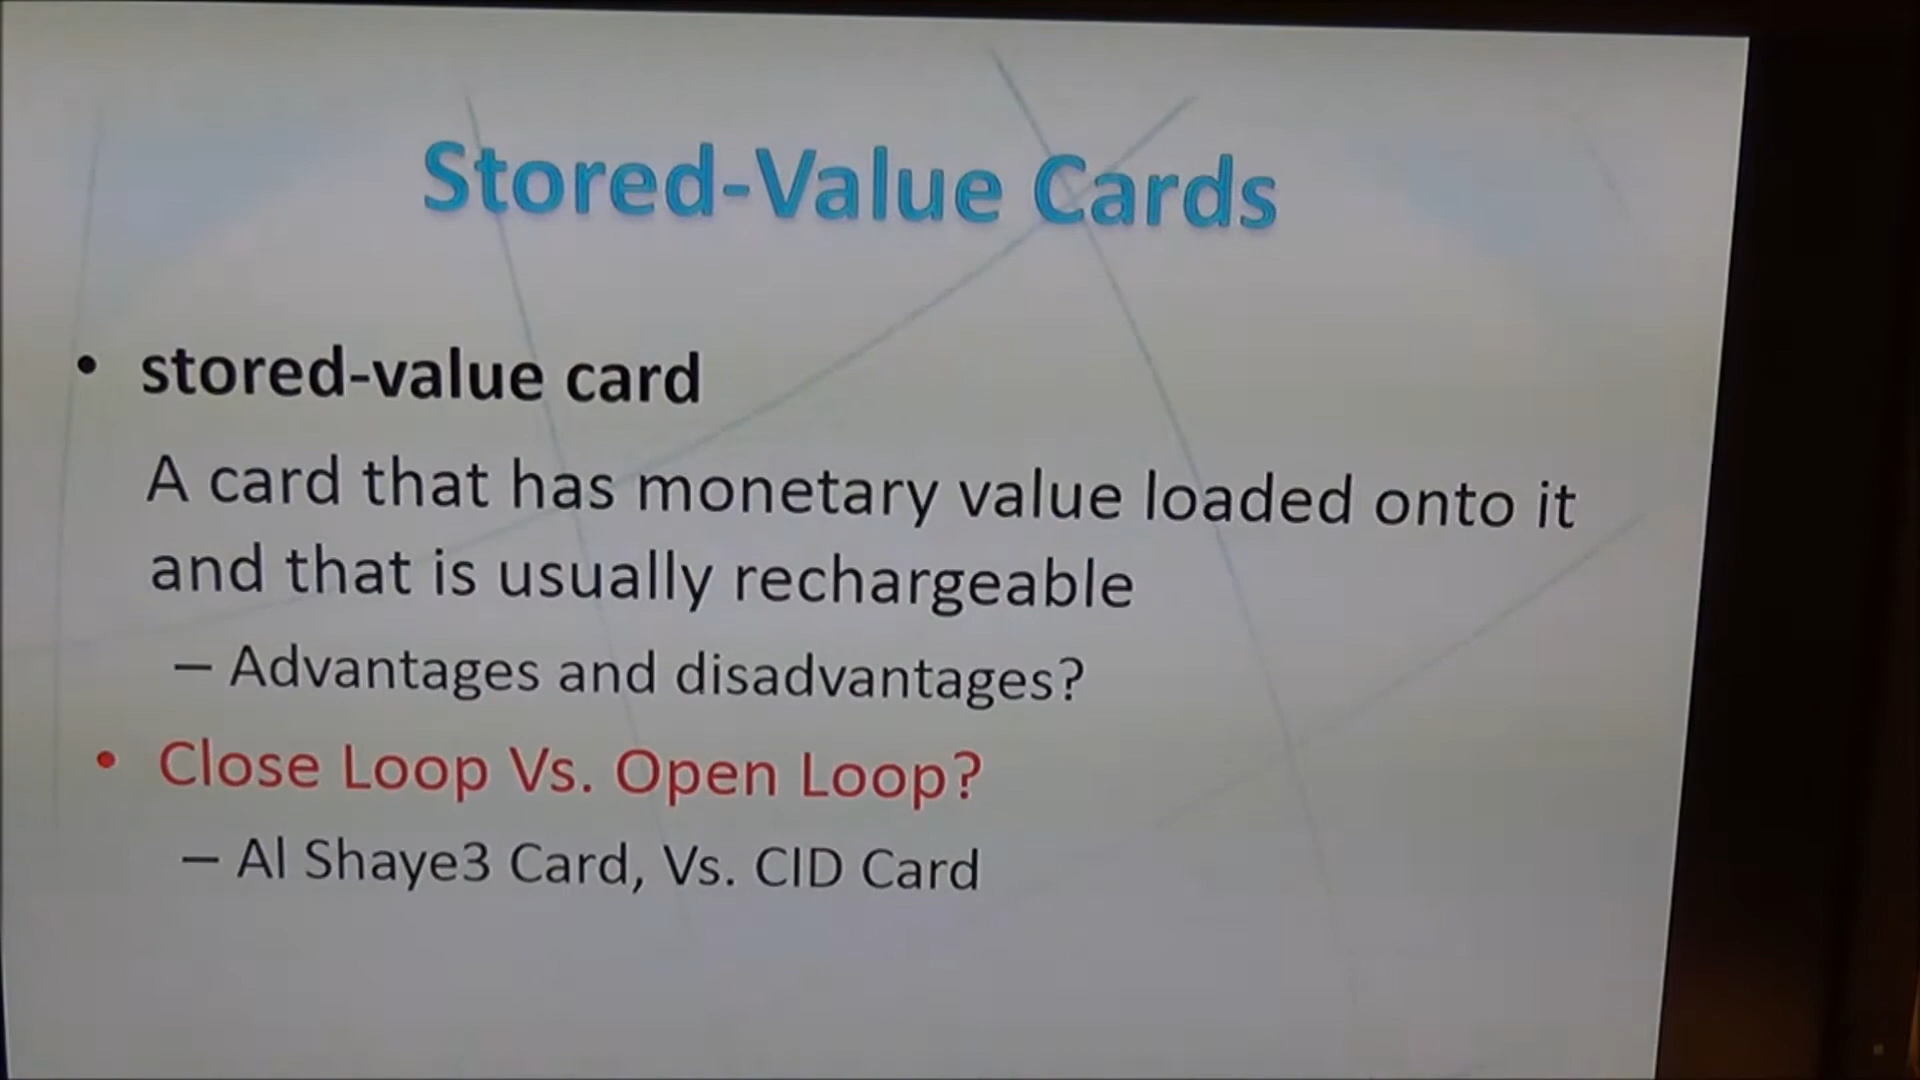 Stored-Value Cards
• stored-value card
A card that has monetary value loaded onto it
and that is usually rechargeable
– Advantages and disadvantages?
• Close Loop Vs. Open Loop?
– Al Shaye3 Card, Vs. CID Card